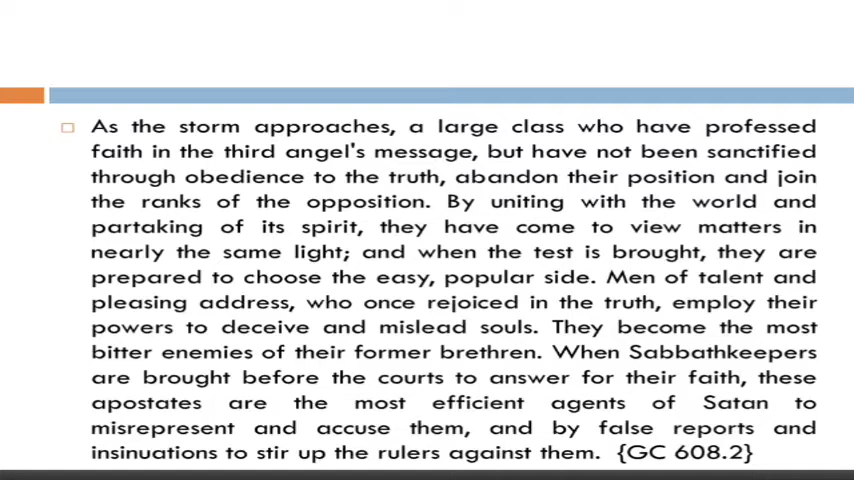 As the storm approaches, a large class who have professed
faith in the third angel's message, but have not been sanctified
through obedience to the truth, abandon their position and join
the ranks of the opposition. By uniting with the world and
partaking of its spirit, they have come to view matters in
nearly the same light; and when the test is brought, they are
prepared to choose the easy, popular side. Men of talent and
pleasing address, who once rejoiced in the truth, employ their
powers to deceive and mislead souls. They become the most
bitter enemies of their former brethren. When Sabbathkeepers
are brought before the courts to answer for their faith, these
apostates are the most efficient agents of Satan to
misrepresent and accuse them, and by false reports and
insinuations to stir up the rulers against them. {GC 608.2}